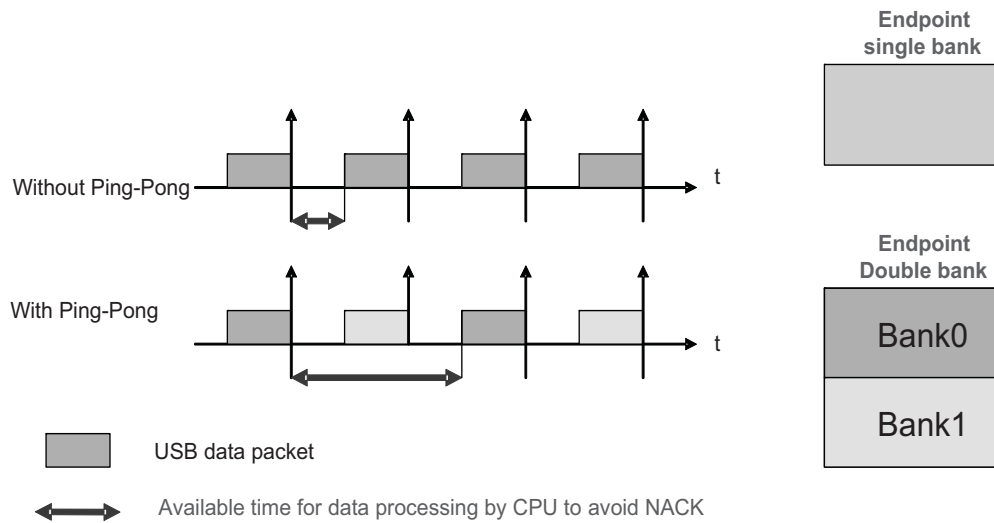 Endpoint
single bank
Without Ping-Pong
t
Endpoint
Double bank
With Ping-Pong
t
Bank0
Bank1
USB data packet
Available time for data processing by CPU to avoid NACK